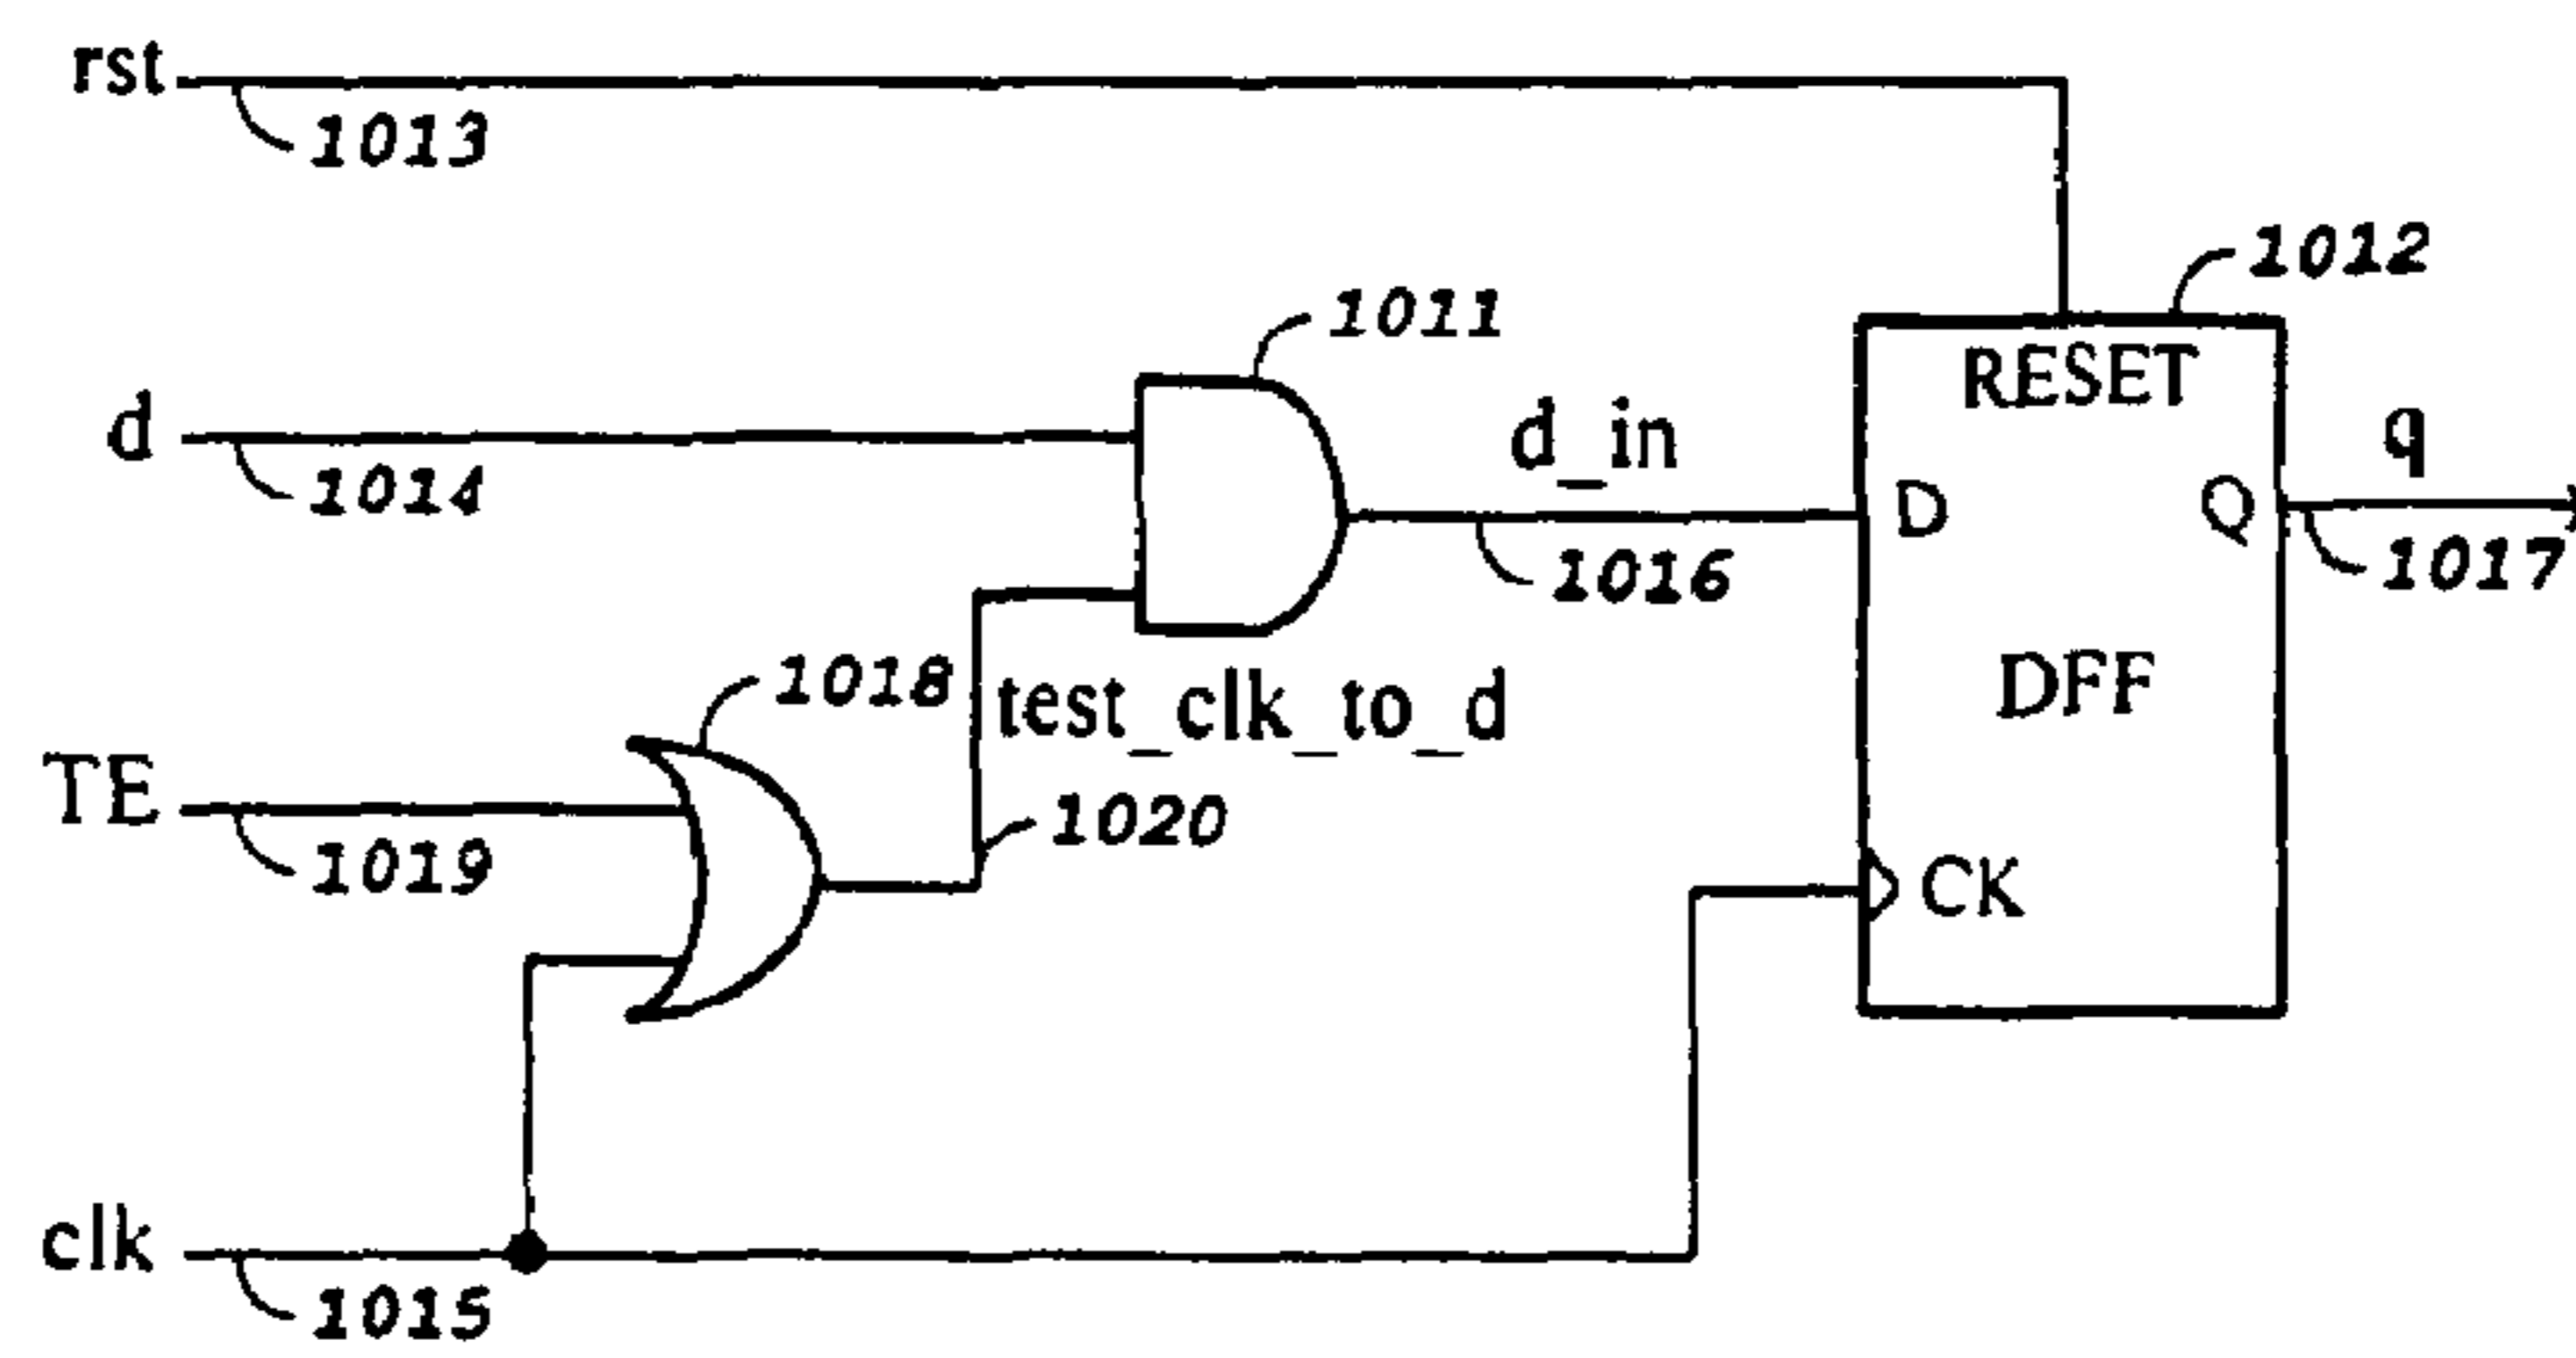 rst
1013
1012
1011
RESET
d
1014
d_in
D
Q
q
1016
1017
DFF
1018
test_clk_to_d
TE
1019
1020
CK
clk
1015